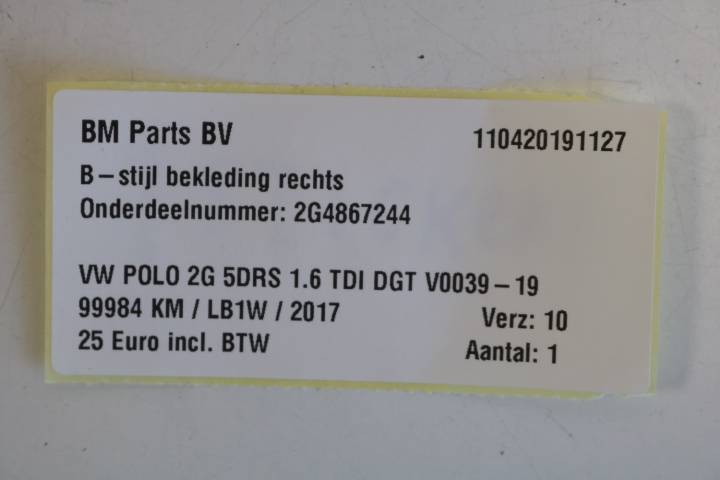 BM Parts BV 110420191127
B-stijl bekleding rechts
Onderdeelnummer: 2G4867244
VW POLO 2G 5DRS 1.6 TDI DGT V0039-19
99984 KM / LB1W / 2017 Verz: 10
25 Euro incl. BTW Aantal: 1